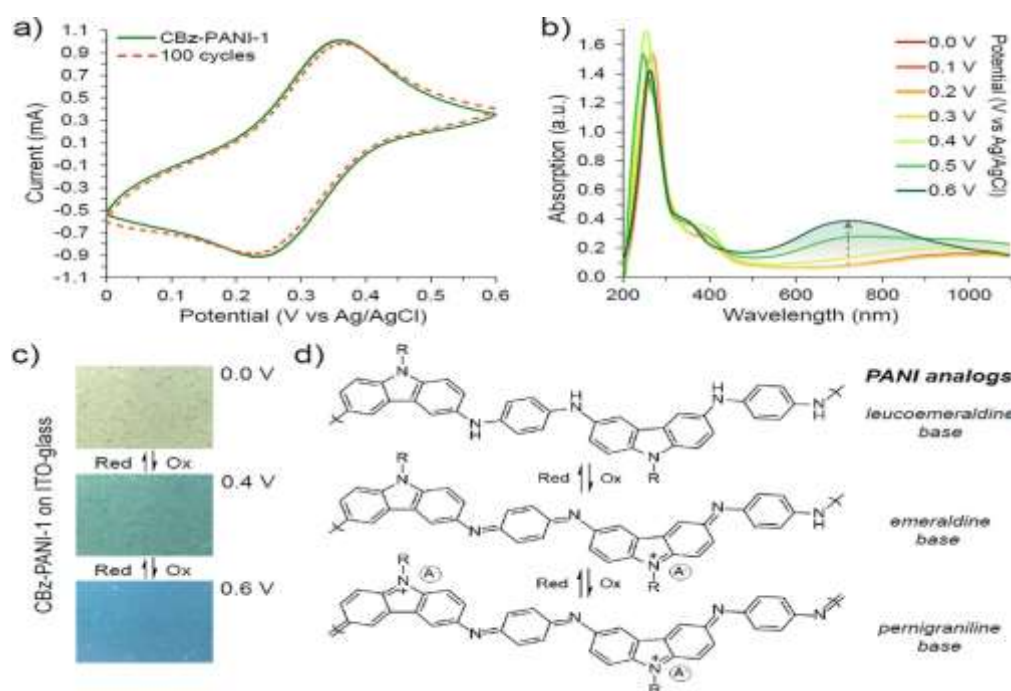 a)
CBz-PANI-1
100 cycles
Current (mA)
1.1
0.9
0.7
0.5
0.3
0.1
-0.1
-0.3
-0.5
-0.7
-0.9
-1.1
0
0.1
0.2
0.3
0.4
0.5
0.6
Potential (V vs Ag/AgCl)
b)
Absorption (a.u.)
1.6
1.4
1.2
1.0
0.8
0.6
0.4
0.2
0.0
200
400
600
800
1000
Wavelength (nm)
0.0 V
0.1 V
0.2 V
0.3 V
0.4 V
0.5 V
0.6 V
Potential (V vs Ag/AgCl)
c)
CBz-PANI-1 on ITO-glass
0.0 V
Red Ox
0.4 V
Red Ox
0.6 V
d)
R
N
N
H
H
N
N
R
H
N
N
H
PANI analogs
leucoemeraldine
base
Red Ox
R
N
N
N
N
+
R
A-
N
N
H
emeraldine
base
Red Ox
R
N
+
A-
N
N
N
+
R
A-
N
N
pernigraniline
base